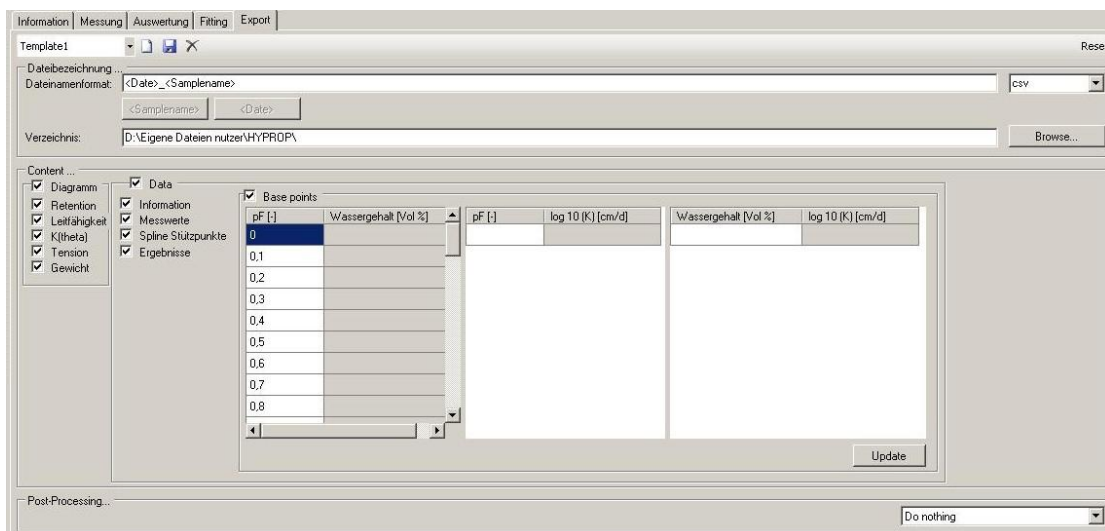 Information Messung Auswertung Fitting Export
Template1 Rese
Dateibezeichnung ...
Dateinamenformat: <Date>_<Samplename> csv
<Samplename> <Date>
Verzeichnis: D:\Eigene Dateien nutzer\HYPROP\ Browse...
Content ...
Diagramm
Retention
Leitfähigkeit
K(theta)
Tension
Gewicht
Data
Information
Messwerte
Spline Stützpunkte
Ergebnisse
Base points
pF [-] Wassergehalt [Vol %] pF [-] log 10 (K) [cm/d] Wassergehalt [Vol %] log 10 (K) [cm/d]
0
0,1
0,2
0,3
0,4
0,5
0,6
0,7
0,8
Update
Post-Processing...
Do nothing